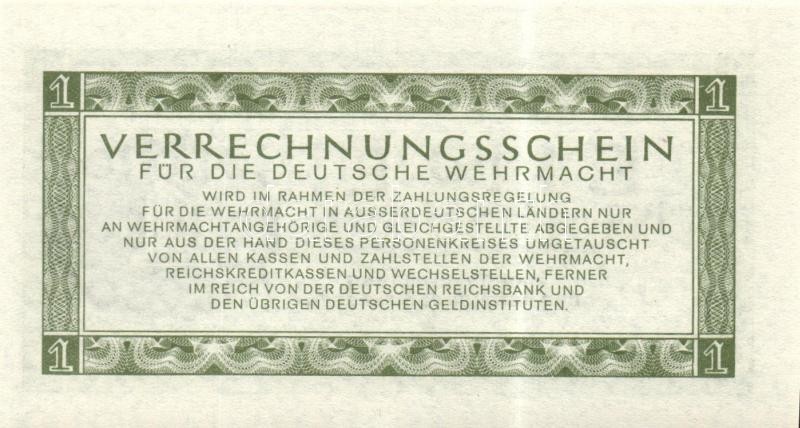 1 1
VERRECHNUNGSSCHEIN
FÜR DIE DEUTSCHE WEHRMACHT
WIRD IM RAHMEN DER ZAHLUNGSREGELUNG
FÜR DIE WEHRMACHT IN AUSSERDEUTSCHEN LÄNDERN NUR
AN WEHRMACHTANGEHÖRIGE UND GLEICHGESTELLTE ABGEGEBEN UND
NUR AUS DER HAND DIESES PERSONENKREISES UMGETAUSCHT
VON ALLEN KASSEN UND ZAHLSTELLEN DER WEHRMACHT,
REICHSKREDITKASSEN UND WECHSELSTELLEN, FERNER
IM REICH VON DER DEUTSCHEN REICHSBANK UND
DEN ÜBRIGEN DEUTSCHEN GELDINSTITUTEN.
1 1